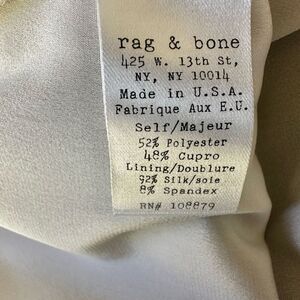 rag & bone
425 W. 13th St,
NY, NY 10014
Made in U.S.A.
Fabrique Aux E.U.
Self/Majeur
52% Polyester
48% Cupro
Lining/Doublure
92% Silk/soie
8% Spandex
RN# 108879